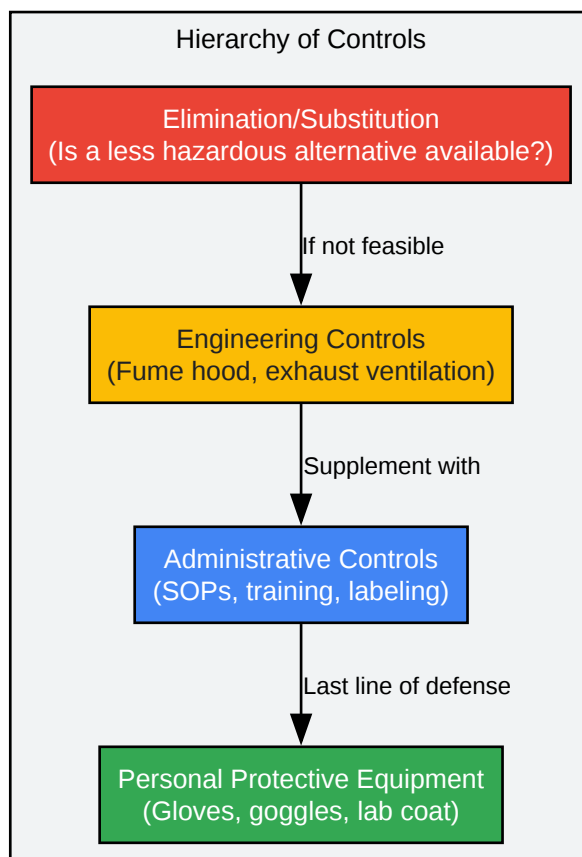 Hierarchy of Controls
Elimination/Substitution
(Is a less hazardous alternative available?)
If not feasible
Engineering Controls
(Fume hood, exhaust ventilation)
Supplement with
Administrative Controls
(SOPs, training, labeling)
Last line of defense
Personal Protective Equipment
(Gloves, goggles, lab coat)